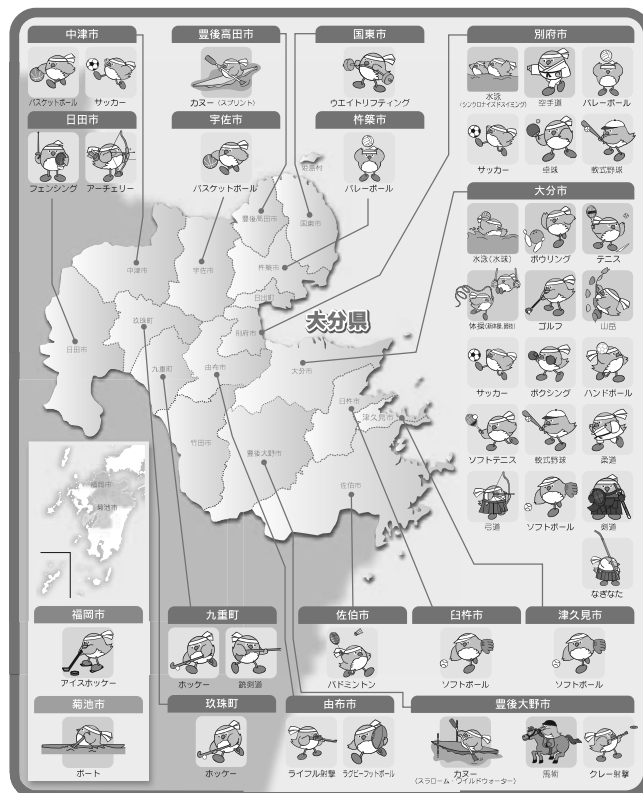 中津市
バスケットボール
サッカー
豊後高田市
カヌー（スプリント）
国東市
ウエイトリフティング
別府市
水泳
（シンクロナイズドスイミング）
空手道
バレーボール
サッカー
卓球
軟式野球
日田市
フェンシング
アーチェリー
宇佐市
バスケットボール
杵築市
バレーボール
大分市
水泳（水球）
ボウリング
テニス
体操（新体操、競技）
ゴルフ
山岳
サッカー
ボクシング
ハンドボール
ソフトテニス
軟式野球
柔道
弓道
ソフトボール
剣道
なぎなた
姫島村
豊後高田市
国東市
中津市
宇佐市
杵築市
日出町
玖珠町
別府市
大分県
日田市
九重町
由布市
大分市
臼杵市
津久見市
竹田市
豊後大野市
佐伯市
福岡市
菊池市
福岡市
アイスホッケー
菊池市
ボート
九重町
ホッケー
銃剣道
玖珠町
ホッケー
佐伯市
バドミントン
臼杵市
ソフトボール
津久見市
ソフトボール
由布市
ライフル射撃
ラグビーフットボール
豊後大野市
カヌー
（スラローム・ワイルドウォーター）
馬術
クレー射撃